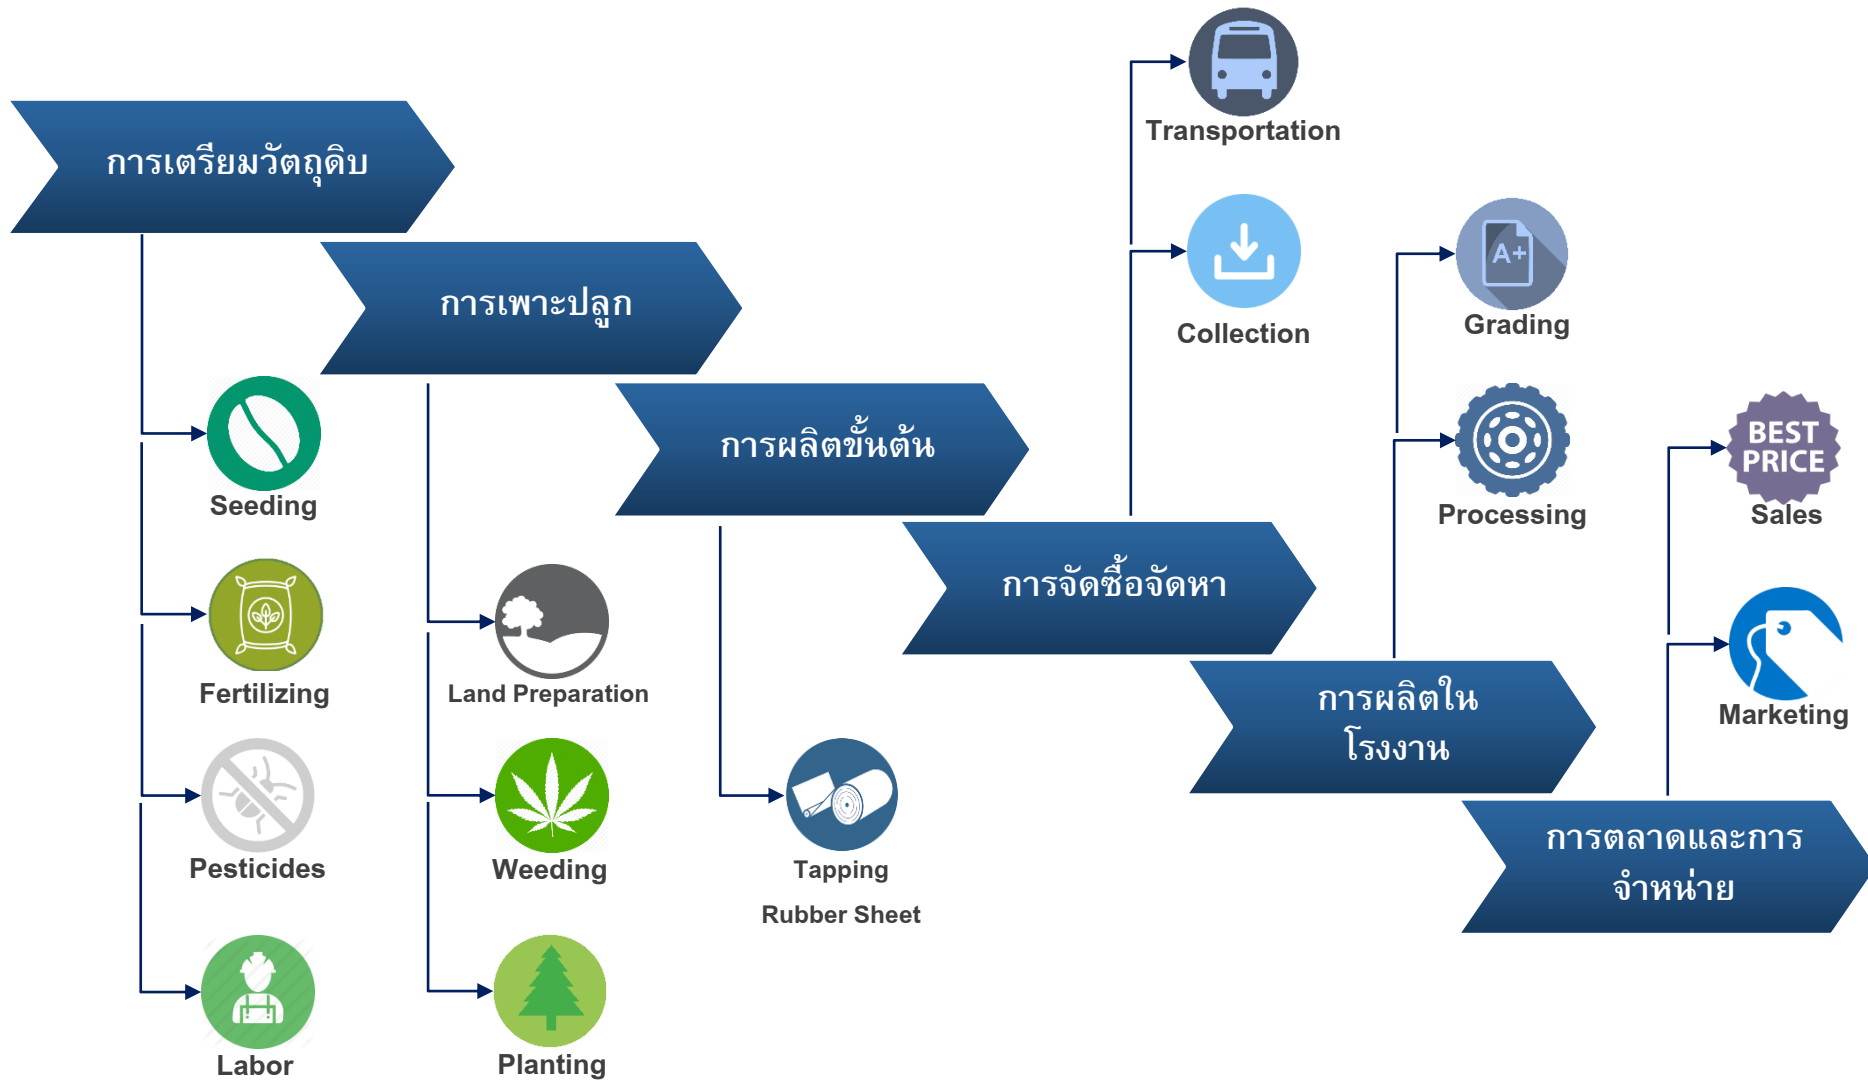 การเตรียมวัตถุดิบ
Seeding
Fertilizing
Pesticides
Labor
การเพาะปลูก
Land Preparation
Weeding
Planting
การผลิตขั้นต้น
Tapping
Rubber Sheet
การจัดซื้อจัดหา
Transportation
Collection
การผลิตใน
โรงงาน
A+
Grading
Processing
การตลาดและการ
จำหน่าย
BEST
PRICE
Sales
Marketing